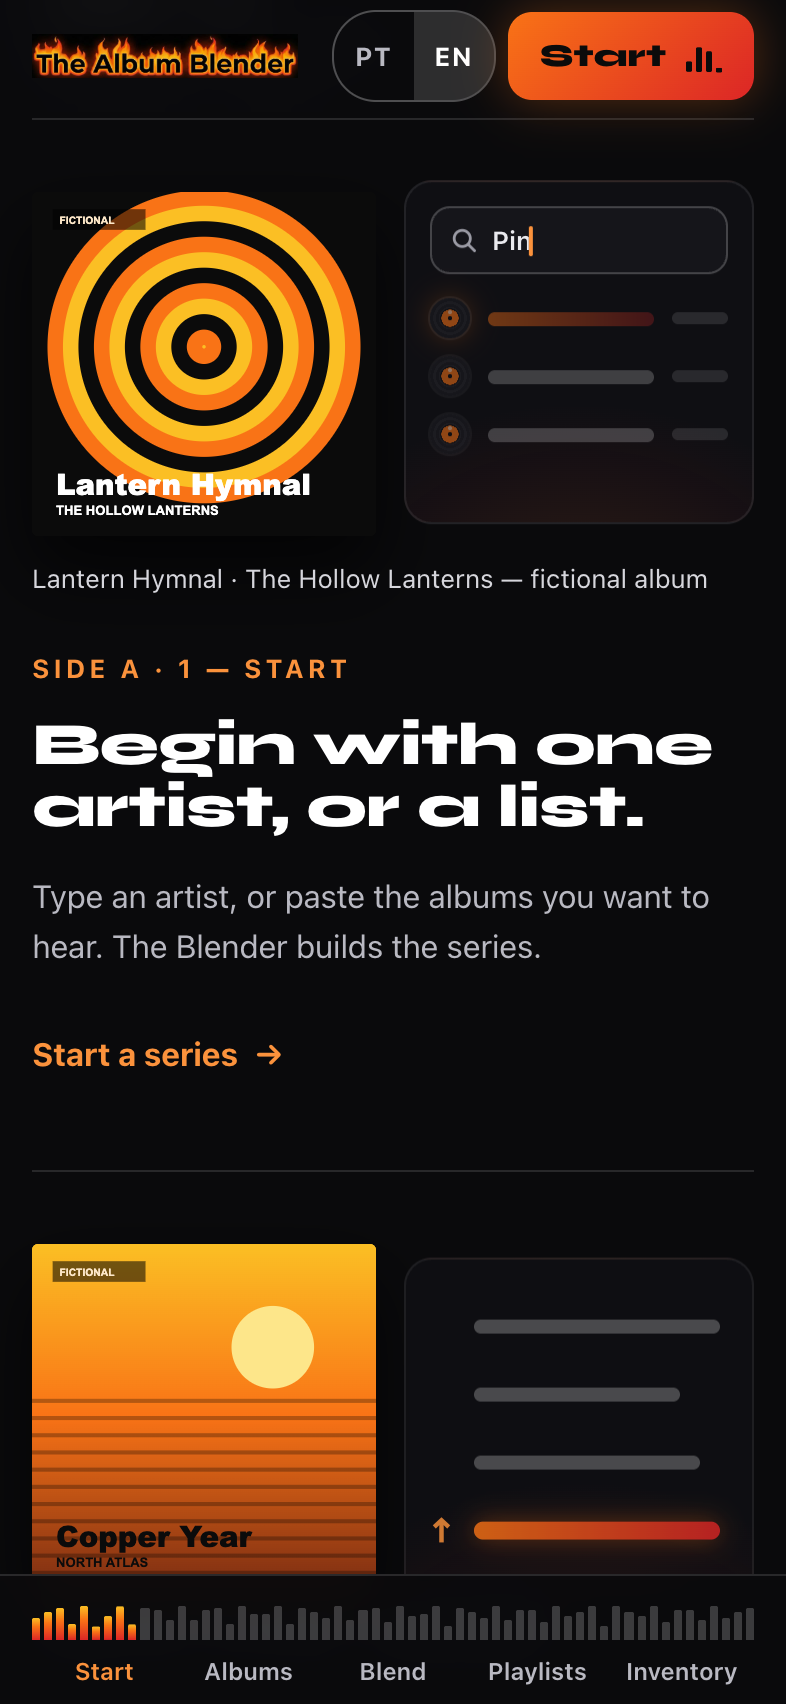 The Album Blender
PT
EN
Start
FICTIONAL
Lantern Hymnal
THE HOLLOW LANTERNS
Pin
Lantern Hymnal · The Hollow Lanterns — fictional album
SIDE A · 1 — START
Begin with one
artist, or a list.
Type an artist, or paste the albums you want to
hear. The Blender builds the series.
Start a series →
FICTIONAL
Copper Year
NORTH ATLAS
↑
Start
Albums
Blend
Playlists
Inventory